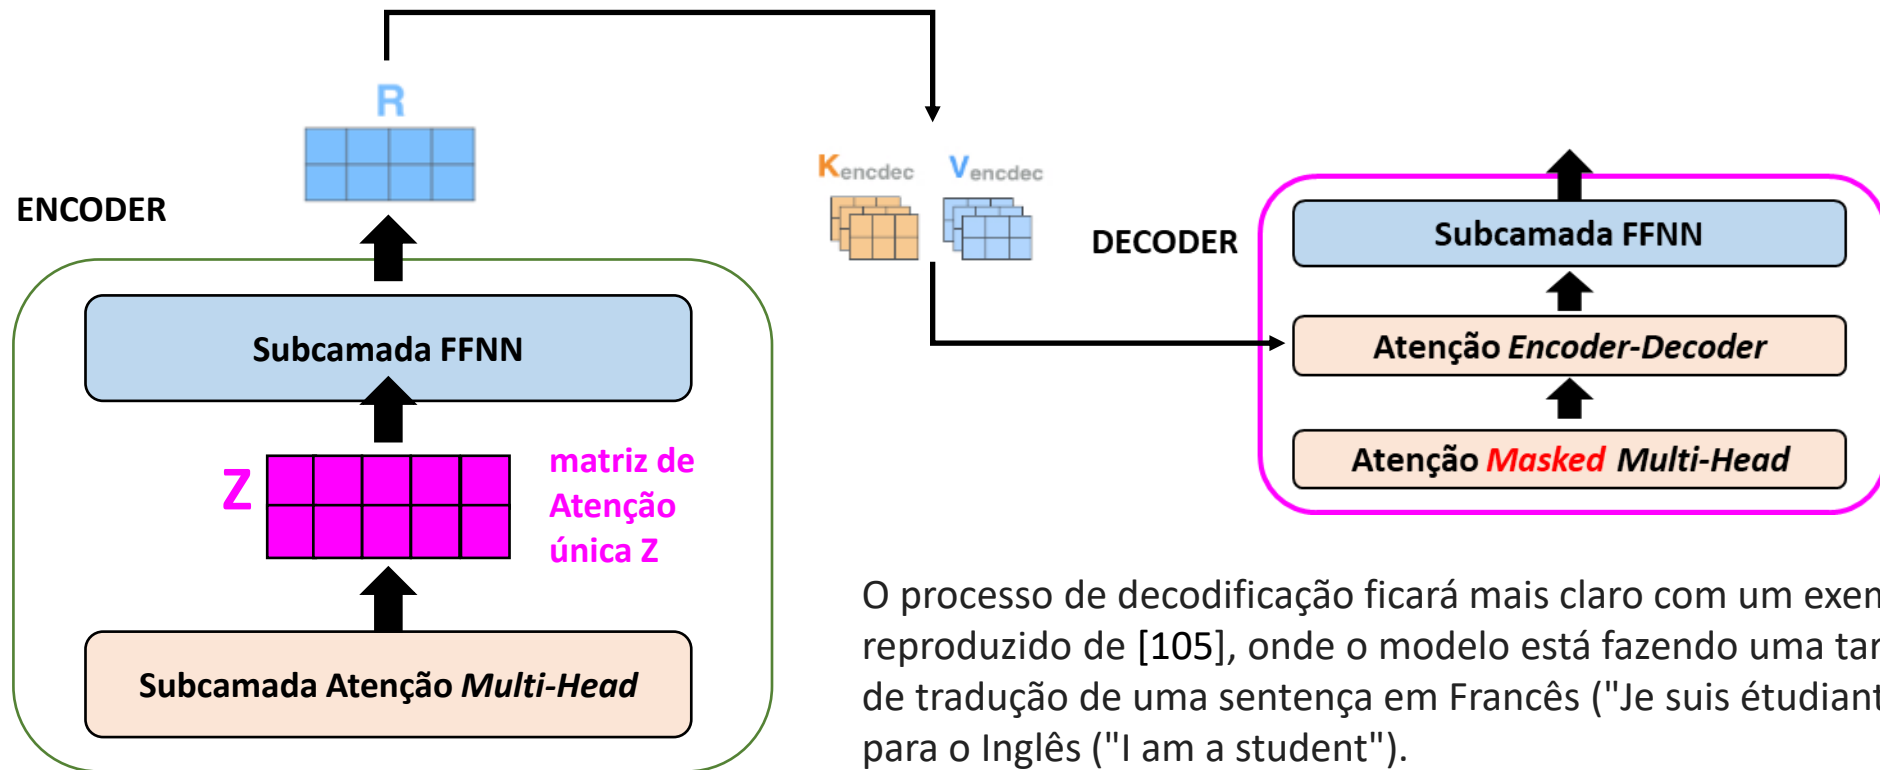 R
ENCODER
Subcamada FFNN
Z
matriz de
Atenção
única Z
Subcamada Atenção Multi-Head
Kencdec Vencdec
DECODER
Subcamada FFNN
Atenção Encoder-Decoder
Atenção Masked Multi-Head
O processo de decodificação ficará mais claro com um exem
reproduzido de [105], onde o modelo está fazendo uma tar
de tradução de uma sentença em Francês ("Je suis étudiant
para o Inglês ("I am a student").